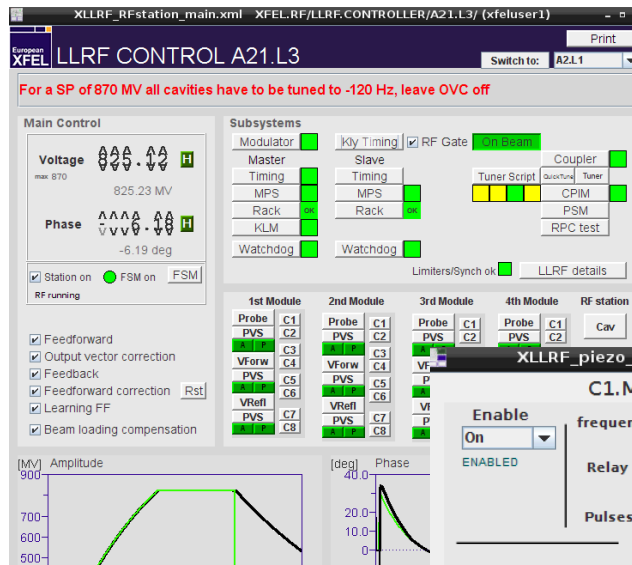 XLLRF_RFstation_main.xml XFEL.RF/LLRF.CONTROLLER/A21.L3/ (xfeluser1)
Print
European
XFEL
LLRF CONTROL A21.L3
Switch to: A2.L1
For a SP of 870 MV all cavities have to be tuned to -120 Hz, leave OVC off
Main Control
Voltage 825.12 H
max 870
825.23 MV
Phase 6.18 H
-6.19 deg
Station on FSM on FSM
RF running
Feedforward
Output vector correction
Feedback
Feedforward correction Rst
Learning FF
Beam loading compensation
Subsystems
Modulator Kly Timing RF Gate On Beam
Master Slave Coupler
Timing Timing Tuner Script QuickTune Tuner
MPS MPS CPIM
Rack OK Rack OK PSM
KLM RPC test
Watchdog Watchdog
Limiters/Synch ok LLRF details
1st Module 2nd Module 3rd Module 4th Module RF station
Probe C1 Probe C1 Probe C1 Probe C1 Cav
PVS C2 PVS C2 PVS C2 PVS C2
A P C3 A P C3
VForw C4 VForw C4
PVS C5 PVS C5
A P C6 A P C6
VRefl VRefl
PVS C7 PVS C7
A P C8 A P C8
XLLRF_piezo_
C1.M
Enable
On
ENABLED
frequen
Relay
Pulses
[MV] Amplitude
900
700
600
500
[deg] Phase
40.0
20.0
10.0
0